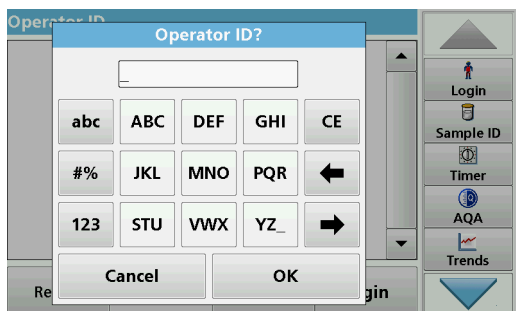 Operator ID
Operator ID?
_
abc ABC DEF GHI CE
#% JKL MNO PQR
123 STU VWX YZ_
Cancel OK
Login
Sample ID
Timer
AQA
Trends